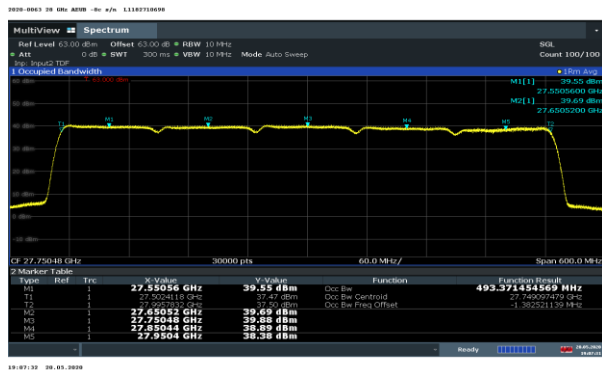 2020-0063 28 GHz AEUB -8c x/n L1182710698
MultiView Spectrum
Ref Level 63.00 dBm Offset 63.00 dB RBW 10 MHz SGL
Att 0 dB SWT 300 ms VBW 10 MHz Mode Auto Sweep Count 100/100
Inp: Input2 TDF
1 Occupied Bandwidth 1Rm Avg
M1[1] 39.55 dBm
27.5505600 GHz
M2[1] 39.69 dBm
27.6505200 GHz
T1 M1 M2 M3 M4 M5 T2
CF 27.75048 GHz 30000 pts 60.0 MHz/ Span 600.0 MHz
2 Marker Table
Type Ref Trc X-Value Y-Value Function Function Result
M1 1 27.55056 GHz 39.55 dBm Occ Bw 493.371454569 MHz
T1 1 27.5024118 GHz 37.47 dBm Occ Bw Centroid 27.749097479 GHz
T2 1 27.9957832 GHz 37.50 dBm Occ Bw Freq Offset -1.382521139 MHz
M2 1 27.65052 GHz 39.69 dBm
M3 1 27.75048 GHz 39.88 dBm
M4 1 27.85044 GHz 38.89 dBm
M5 1 27.9504 GHz 38.38 dBm
Ready 20.05.2020
19:07:32 20.05.2020